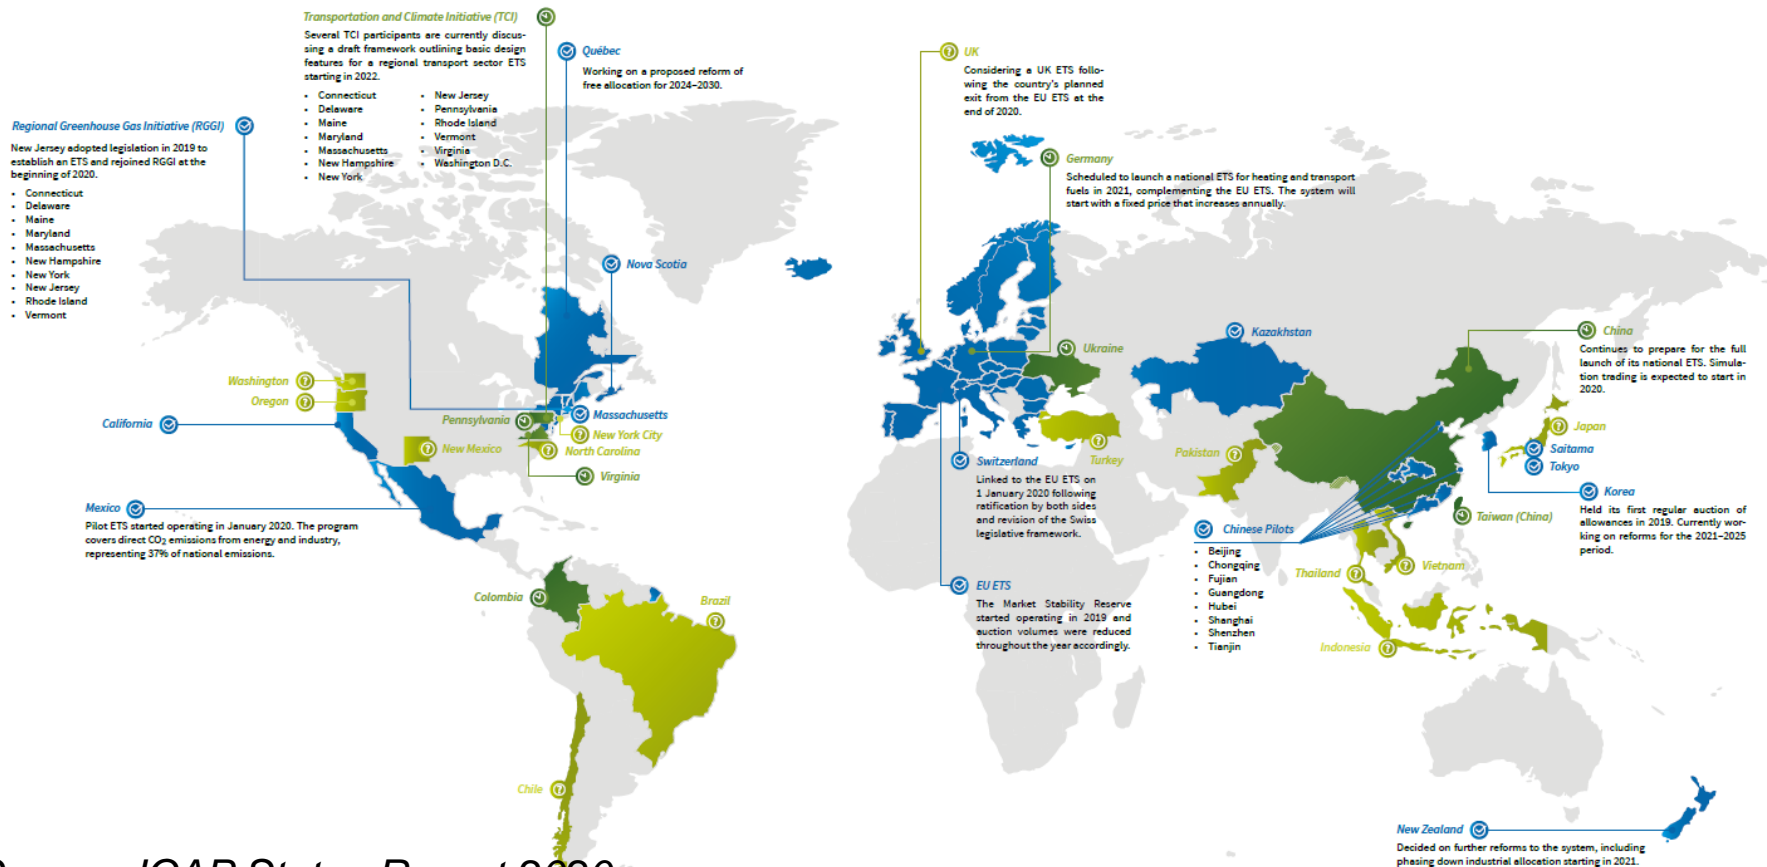 Transportation and Climate Initiative (TCI)
Several TCI participants are currently discus-
sing a draft framework outlining basic design
features for a regional transport sector ETS
starting in 2022.
• Connecticut
• Delaware
• Maine
• Maryland
• Massachusetts
• New Hampshire
• New York
• New Jersey
• Pennsylvania
• Rhode Island
• Vermont
• Virginia
• Washington D.C.
Québec
Working on a proposed reform of
free allocation for 2024–2030.
UK
Considering a UK ETS follo-
wing the country's planned
exit from the EU ETS at the
end of 2020.
Regional Greenhouse Gas Initiative (RGGI)
New Jersey adopted legislation in 2019 to
establish an ETS and rejoined RGGI at the
beginning of 2020.
• Connecticut
• Delaware
• Maine
• Maryland
• Massachusetts
• New Hampshire
• New York
• New Jersey
• Rhode Island
• Vermont
Germany
Scheduled to launch a national ETS for heating and transport
fuels in 2021, complementing the EU ETS. The system will
start with a fixed price that increases annually.
Nova Scotia
Kazakhstan
China
Continues to prepare for the full
launch of its national ETS. Simula-
tion trading is expected to start in
2020.
Ukraine
Washington
Oregon
California
Pennsylvania
Massachusetts
New York City
North Carolina
New Mexico
Virginia
Turkey
Pakistan
Japan
Saitama
Tokyo
Switzerland
Linked to the EU ETS on
1 January 2020 following
ratification by both sides
and revision of the Swiss
legislative framework.
Korea
Held its first regular auction of
allowances in 2019. Currently wor-
king on reforms for the 2021–2025
period.
Mexico
Pilot ETS started operating in January 2020. The program
covers direct CO₂ emissions from energy and industry,
representing 37% of national emissions.
Taiwan (China)
Chinese Pilots
• Beijing
• Chongqing
• Fujian
• Guangdong
• Hubei
• Shanghai
• Shenzhen
• Tianjin
Thailand
Vietnam
Indonesia
EU ETS
The Market Stability Reserve
started operating in 2019 and
auction volumes were reduced
throughout the year accordingly.
Colombia
Brazil
Chile
New Zealand
Decided on further reforms to the system, including
phasing down industrial allocation starting in 2021.
ICAP Status Report 2020